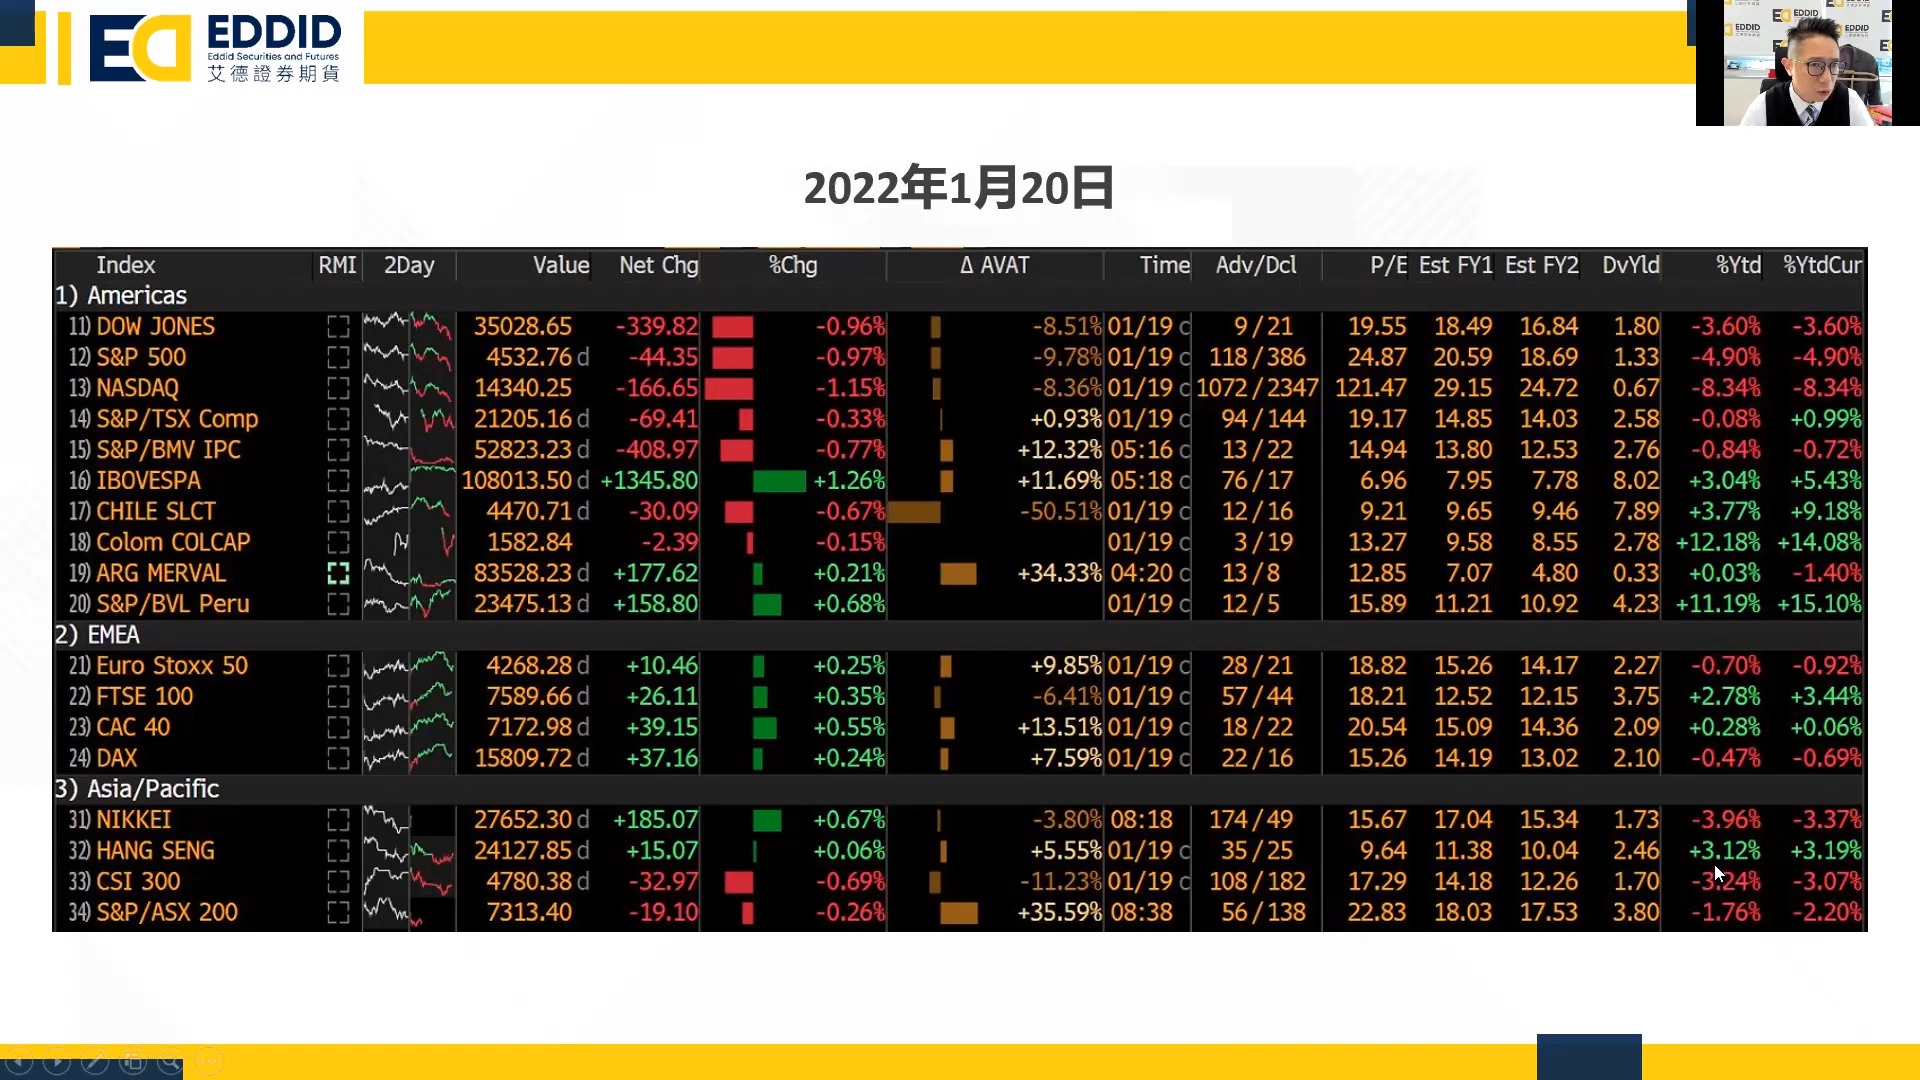 EDDID
Eddid Securities and Futures
艾德證券期貨
2022年1月20日
Index RMI 2Day Value Net Chg %Chg Δ AVAT Time Adv/Dcl P/E Est FY1 Est FY2 DvYld %Ytd %YtdCur
1) Americas
11) DOW JONES 35028.65 -339.82 -0.96% -8.51% 01/19 c 9/21 19.55 18.49 16.84 1.80 -3.60% -3.60%
12) S&P 500 4532.76 d -44.35 -0.97% -9.78% 01/19 c 118/386 24.87 20.59 18.69 1.33 -4.90% -4.90%
13) NASDAQ 14340.25 -166.65 -1.15% -8.36% 01/19 c 1072/2347 121.47 29.15 24.72 0.67 -8.34% -8.34%
14) S&P/TSX Comp 21205.16 d -69.41 -0.33% +0.93% 01/19 c 94/144 19.17 14.85 14.03 2.58 -0.08% +0.99%
15) S&P/BMV IPC 52823.23 d -408.97 -0.77% +12.32% 05:16 c 13/22 14.94 13.80 12.53 2.76 -0.84% -0.72%
16) IBOVESPA 108013.50 d +1345.80 +1.26% +11.69% 05:18 c 76/17 6.96 7.95 7.78 8.02 +3.04% +5.43%
17) CHILE SLCT 4470.71 d -30.09 -0.67% -50.51% 01/19 c 12/16 9.21 9.65 9.46 7.89 +3.77% +9.18%
18) Colom COLCAP 1582.84 -2.39 -0.15% 01/19 c 3/19 13.27 9.58 8.55 2.78 +12.18% +14.08%
19) ARG MERVAL 83528.23 d +177.62 +0.21% +34.33% 04:20 c 13/8 12.85 7.07 4.80 0.33 +0.03% -1.40%
20) S&P/BVL Peru 23475.13 d +158.80 +0.68% 01/19 c 12/5 15.89 11.21 10.92 4.23 +11.19% +15.10%
2) EMEA
21) Euro Stoxx 50 4268.28 d +10.46 +0.25% +9.85% 01/19 c 28/21 18.82 15.26 14.17 2.27 -0.70% -0.92%
22) FTSE 100 7589.66 d +26.11 +0.35% -6.41% 01/19 c 57/44 18.21 12.52 12.15 3.75 +2.78% +3.44%
23) CAC 40 7172.98 d +39.15 +0.55% +13.51% 01/19 c 18/22 20.54 15.09 14.36 2.09 +0.28% +0.06%
24) DAX 15809.72 d +37.16 +0.24% +7.59% 01/19 c 22/16 15.26 14.19 13.02 2.10 -0.47% -0.69%
3) Asia/Pacific
31) NIKKEI 27652.30 d +185.07 +0.67% -3.80% 08:18 174/49 15.67 17.04 15.34 1.73 -3.96% -3.37%
32) HANG SENG 24127.85 d +15.07 +0.06% +5.55% 01/19 c 35/25 9.64 11.38 10.04 2.46 +3.12% +3.19%
33) CSI 300 4780.38 d -32.97 -0.69% -11.23% 01/19 c 108/182 17.29 14.18 12.26 1.70 -3.24% -3.07%
34) S&P/ASX 200 7313.40 -19.10 -0.26% +35.59% 08:38 56/138 22.83 18.03 17.53 3.80 -1.76% -2.20%